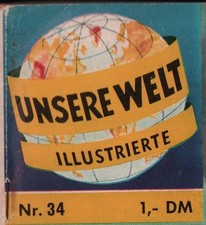 UNSERE WELT
ILLUSTRIERTE
Nr. 34 1,- DM